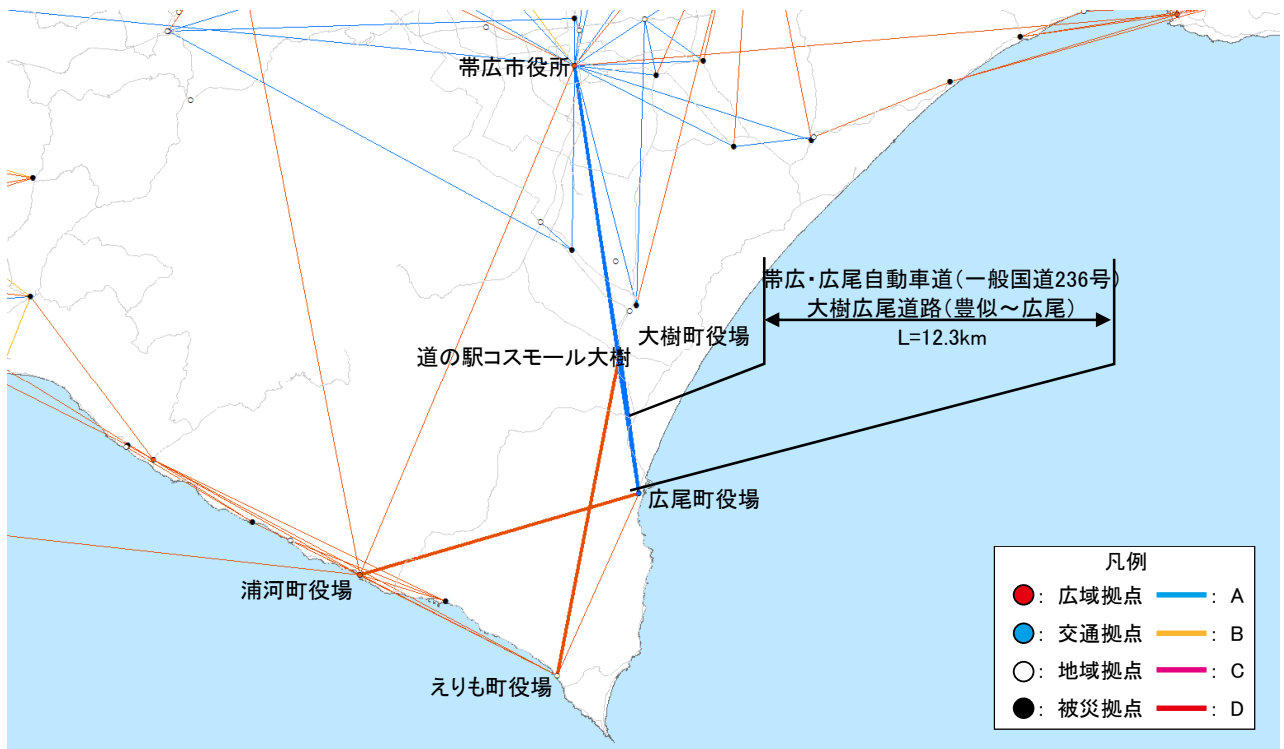 帯広市役所
帯広・広尾自動車道(一般国道236号)
大樹広尾道路(豊似～広尾)
L=12.3km
大樹町役場
道の駅コスモール大樹
広尾町役場
浦河町役場
えりも町役場
凡例
: 広域拠点 : A
: 交通拠点 : B
: 地域拠点 : C
: 被災拠点 : D